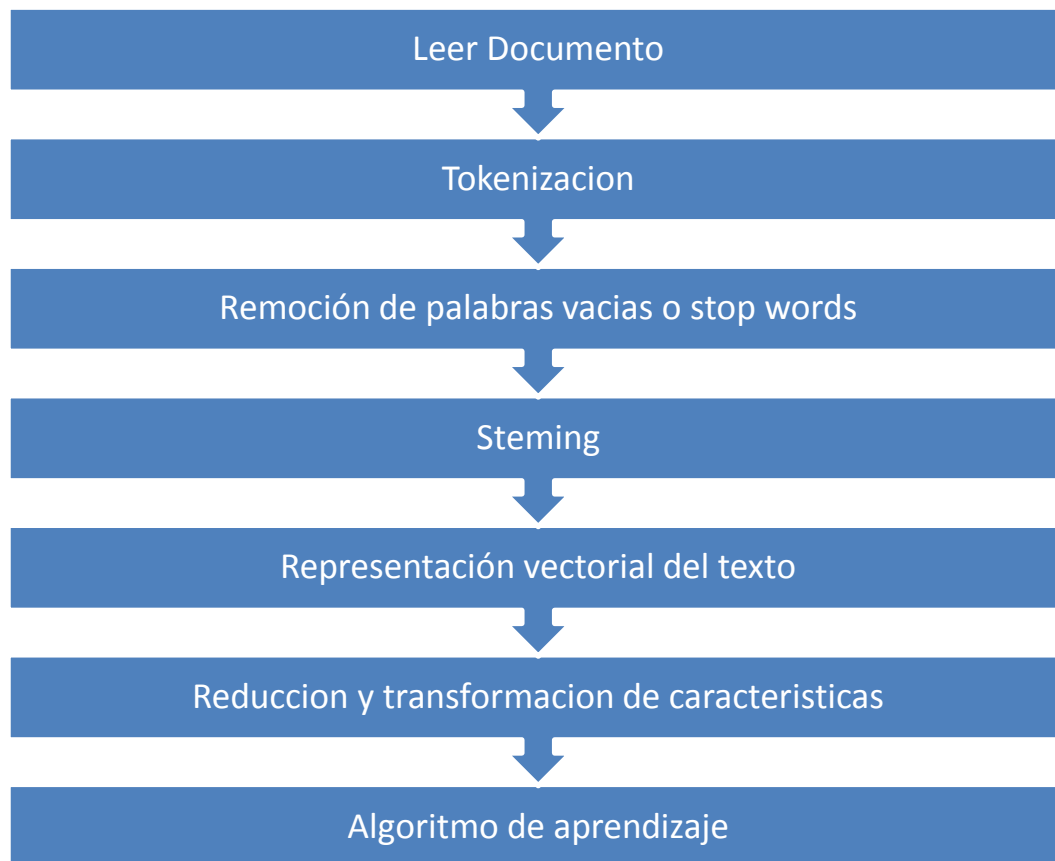 Leer Documento
Tokenizacion
Remoción de palabras vacias o stop words
Steming
Representación vectorial del texto
Reduccion y transformacion de caracteristicas
Algoritmo de aprendizaje